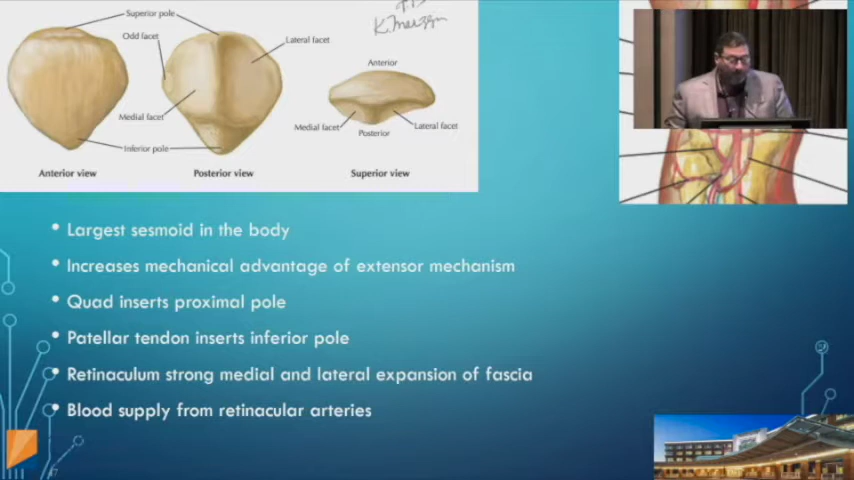 Superior pole
Odd facet
Lateral facet
Medial facet
Inferior pole
Anterior
Medial facet
Lateral facet
Posterior
Anterior view
Posterior view
Superior view
Largest sesmoid in the body
Increases mechanical advantage of extensor mechanism
Quad inserts proximal pole
Patellar tendon inserts inferior pole
Retinaculum strong medial and lateral expansion of fascia
Blood supply from retinacular arteries